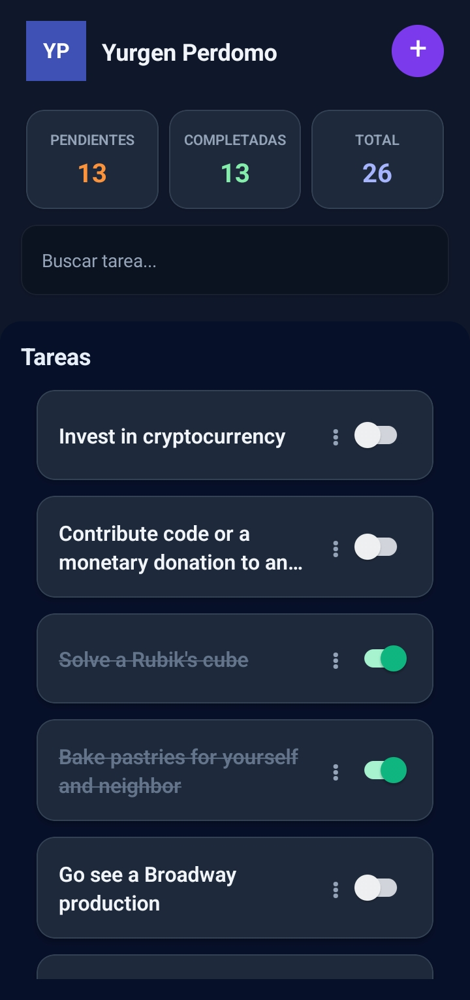 YP
Yurgen Perdomo
+
PENDIENTES
13
COMPLETADAS
13
TOTAL
26
Buscar tarea...
Tareas
Invest in cryptocurrency
Contribute code or a
monetary donation to an...
Solve a Rubik's cube
Bake pastries for yourself
and neighbor
Go see a Broadway
production